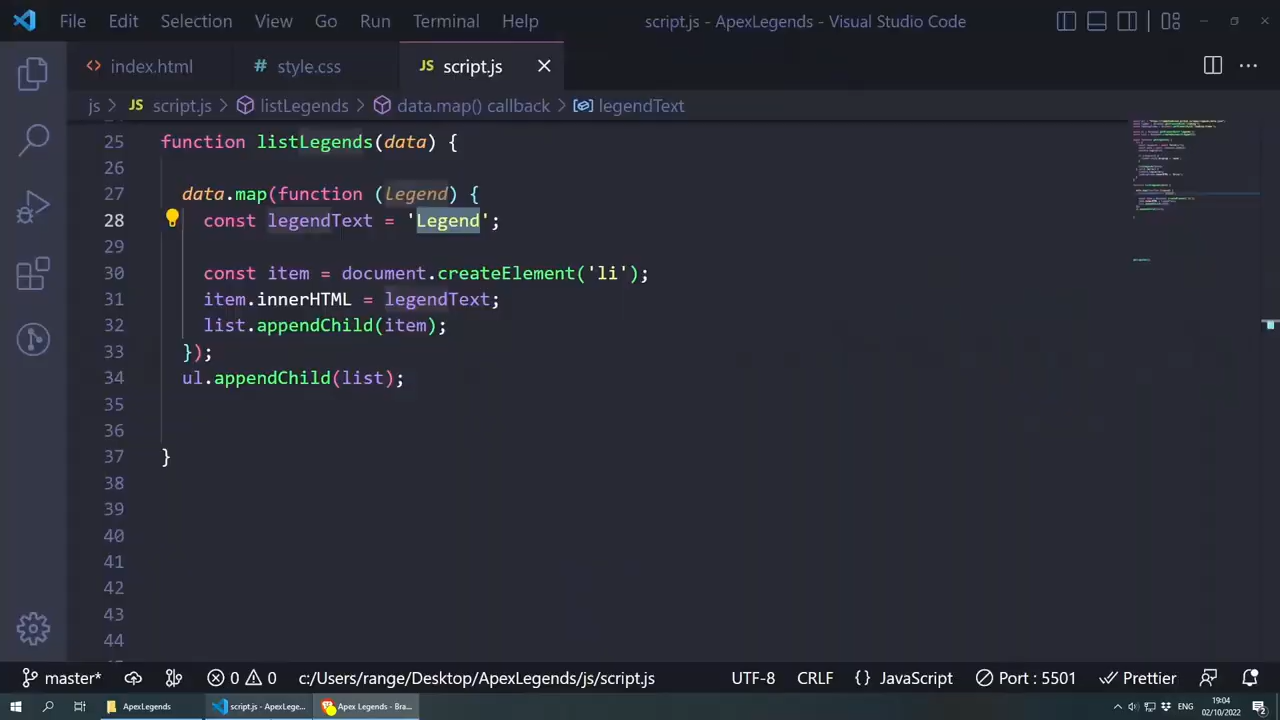 File Edit Selection View Go Run Terminal Help script.js - ApexLegends - Visual Studio Code
index.html # style.css JS script.js
js > JS script.js > listLegends > data.map() callback > legendText
25 function listLegends(data) {
26
27 data.map(function (legend) {
28 const legendText = 'Legend';
29
30 const item = document.createElement('li');
31 item.innerHTML = legendText;
32 list.appendChild(item);
33 });
34 ul.appendChild(list);
35
36
37 }
38
39
40
41
42
43
44
master* 0 0 c:/Users/range/Desktop/ApexLegends/js/script.js UTF-8 CRLF {} JavaScript Port : 5501 Prettier
ApexLegends script.js - ApexLege... Apex Legends - Bra... ENG 19:04
02/10/2022